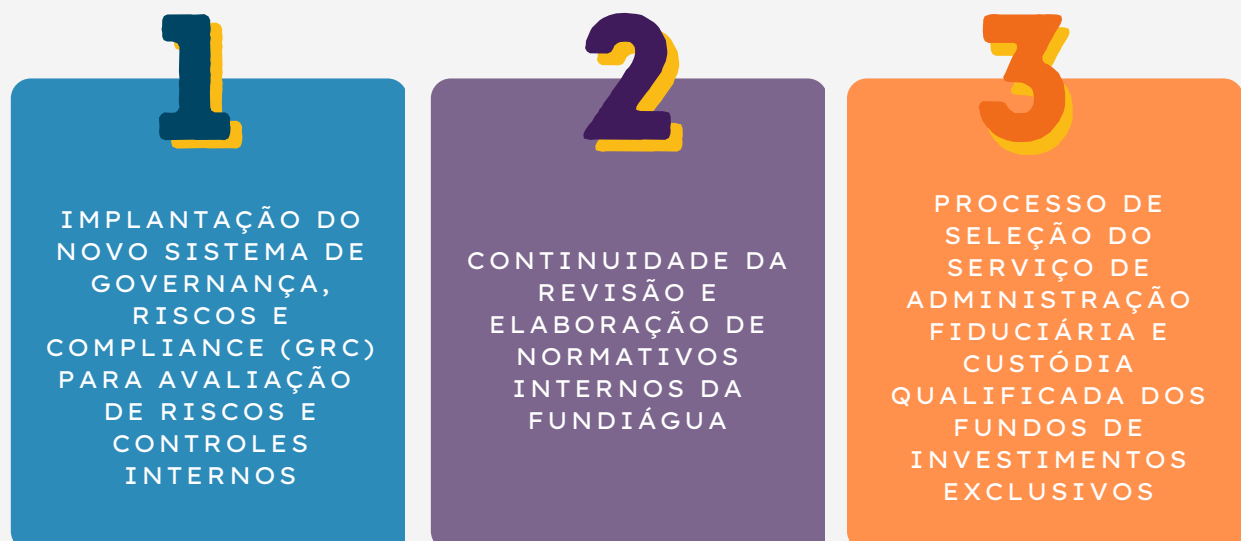 1
IMPLANTAÇÃO DO
NOVO SISTEMA DE
GOVERNANÇA,
RISCOS E
COMPLIANCE (GRC)
PARA AVALIAÇÃO
DE RISCOS E
CONTROLES
INTERNOS
2
CONTINUIDADE DA
REVISÃO E
ELABORAÇÃO DE
NORMATIVOS
INTERNOS DA
FUNDIÁGUA
3
PROCESSO DE
SELEÇÃO DO
SERVIÇO DE
ADMINISTRAÇÃO
FIDUCIÁRIA E
CUSTÓDIA
QUALIFICADA DOS
FUNDOS DE
INVESTIMENTOS
EXCLUSIVOS